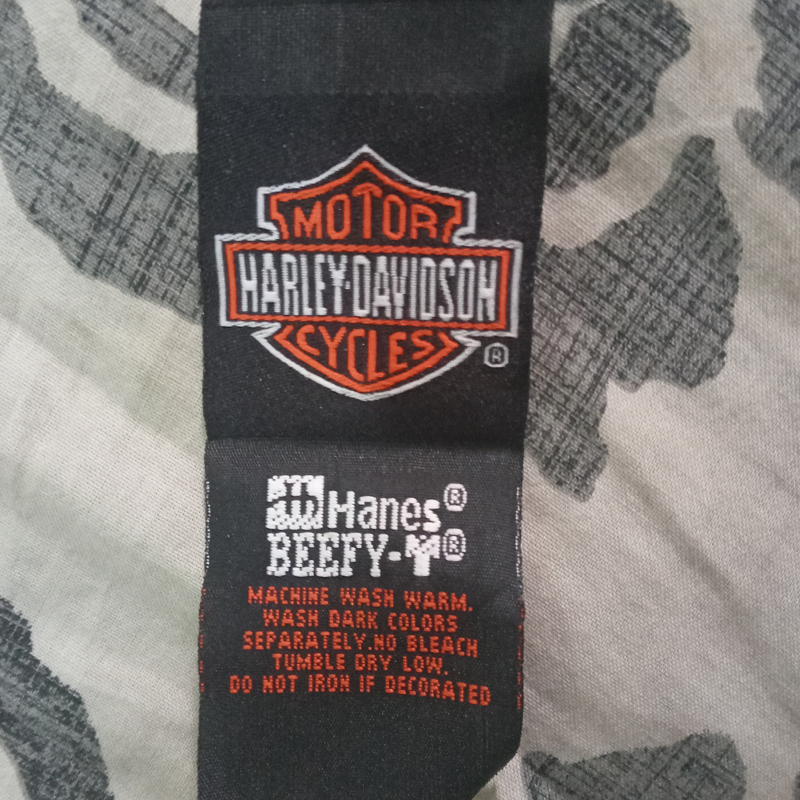 MOTOR
HARLEY-DAVIDSON
CYCLES
®
Hanes®
BEEFY-T®
MACHINE WASH WARM.
WASH DARK COLORS
SEPARATELY.NO BLEACH
TUMBLE DRY LOW.
DO NOT IRON IF DECORATED